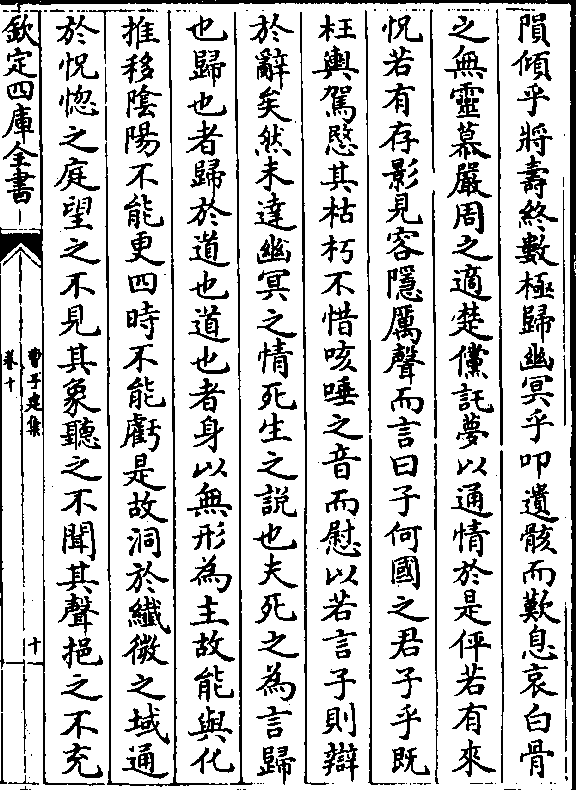 隕傾乎將壽終數極歸幽冥乎叩遺骸而歎息哀白骨
之無靈慕嚴周之適楚儻託夢以通情於是伻若有來
怳若有存影見容隱厲聲而言曰子何國之君子乎既
枉輿駕愍其枯朽不惜咳唾之音而慰以若言子則辯
於辭矣然未達幽冥之情死生之說也夫死之為言歸
也歸也者歸於道也道也者身以無形為主故能與化
推移陰陽不能更四時不能虧是故洞於纖微之域通
於怳惚之庭望之不見其象聽之不聞其聲挹之不充
欽定四庫全書
曹子建集
卷十
十